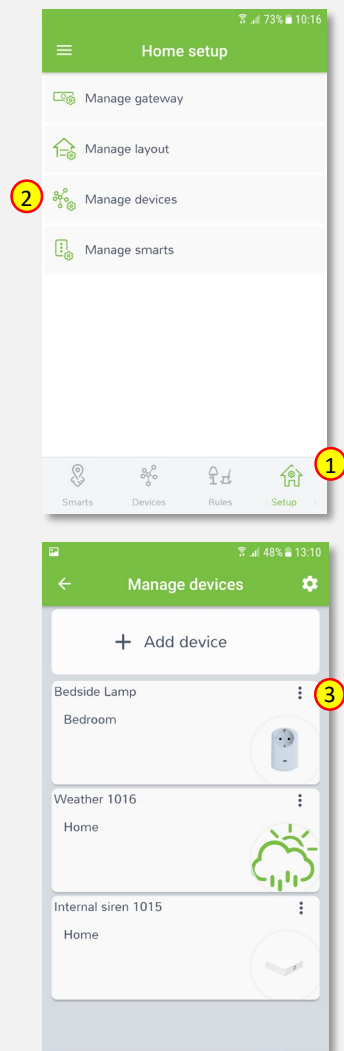 73% 10:16
Home setup
Manage gateway
Manage layout
2
Manage devices
Manage smarts
1
Smarts Devices Rules Setup
48% 13:10
Manage devices
+ Add device
Bedside Lamp
3
Bedroom
Weather 1016
Home
Internal siren 1015
Home